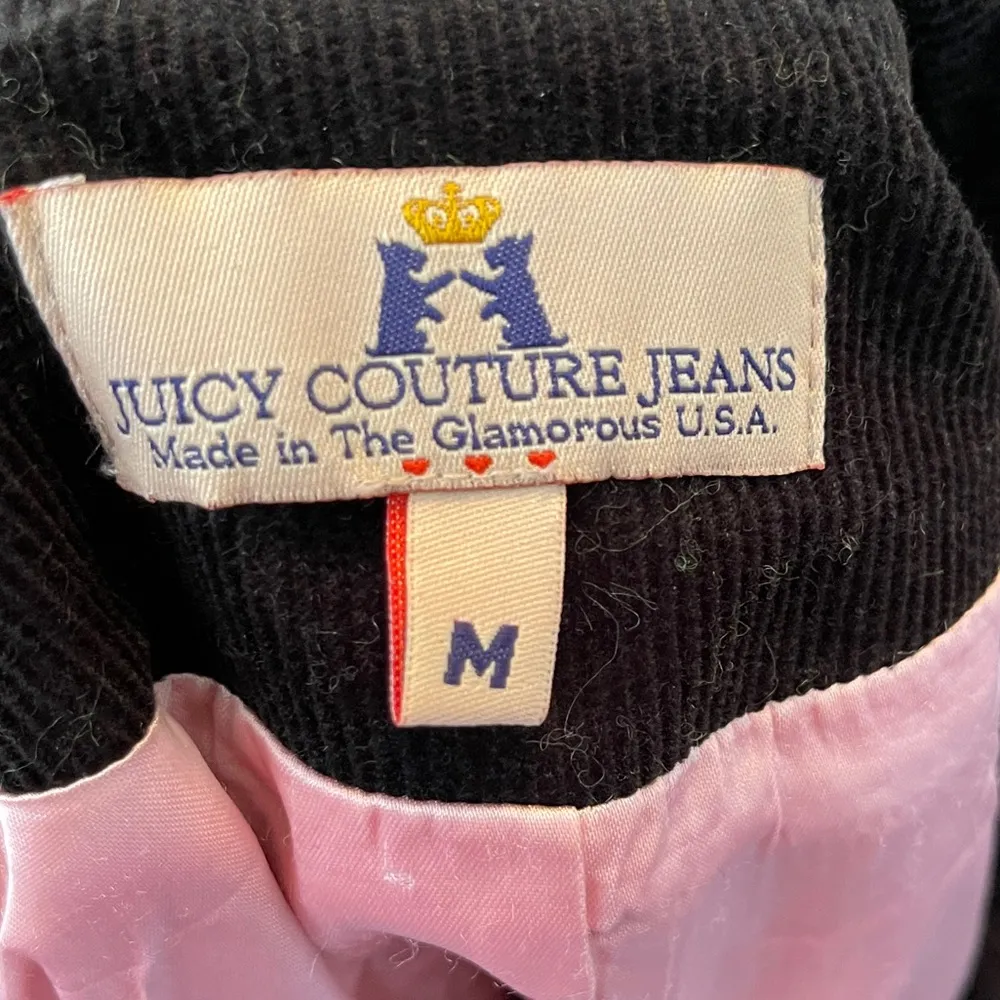 JUICY COUTURE JEANS
Made in The Glamorous U.S.A.
M